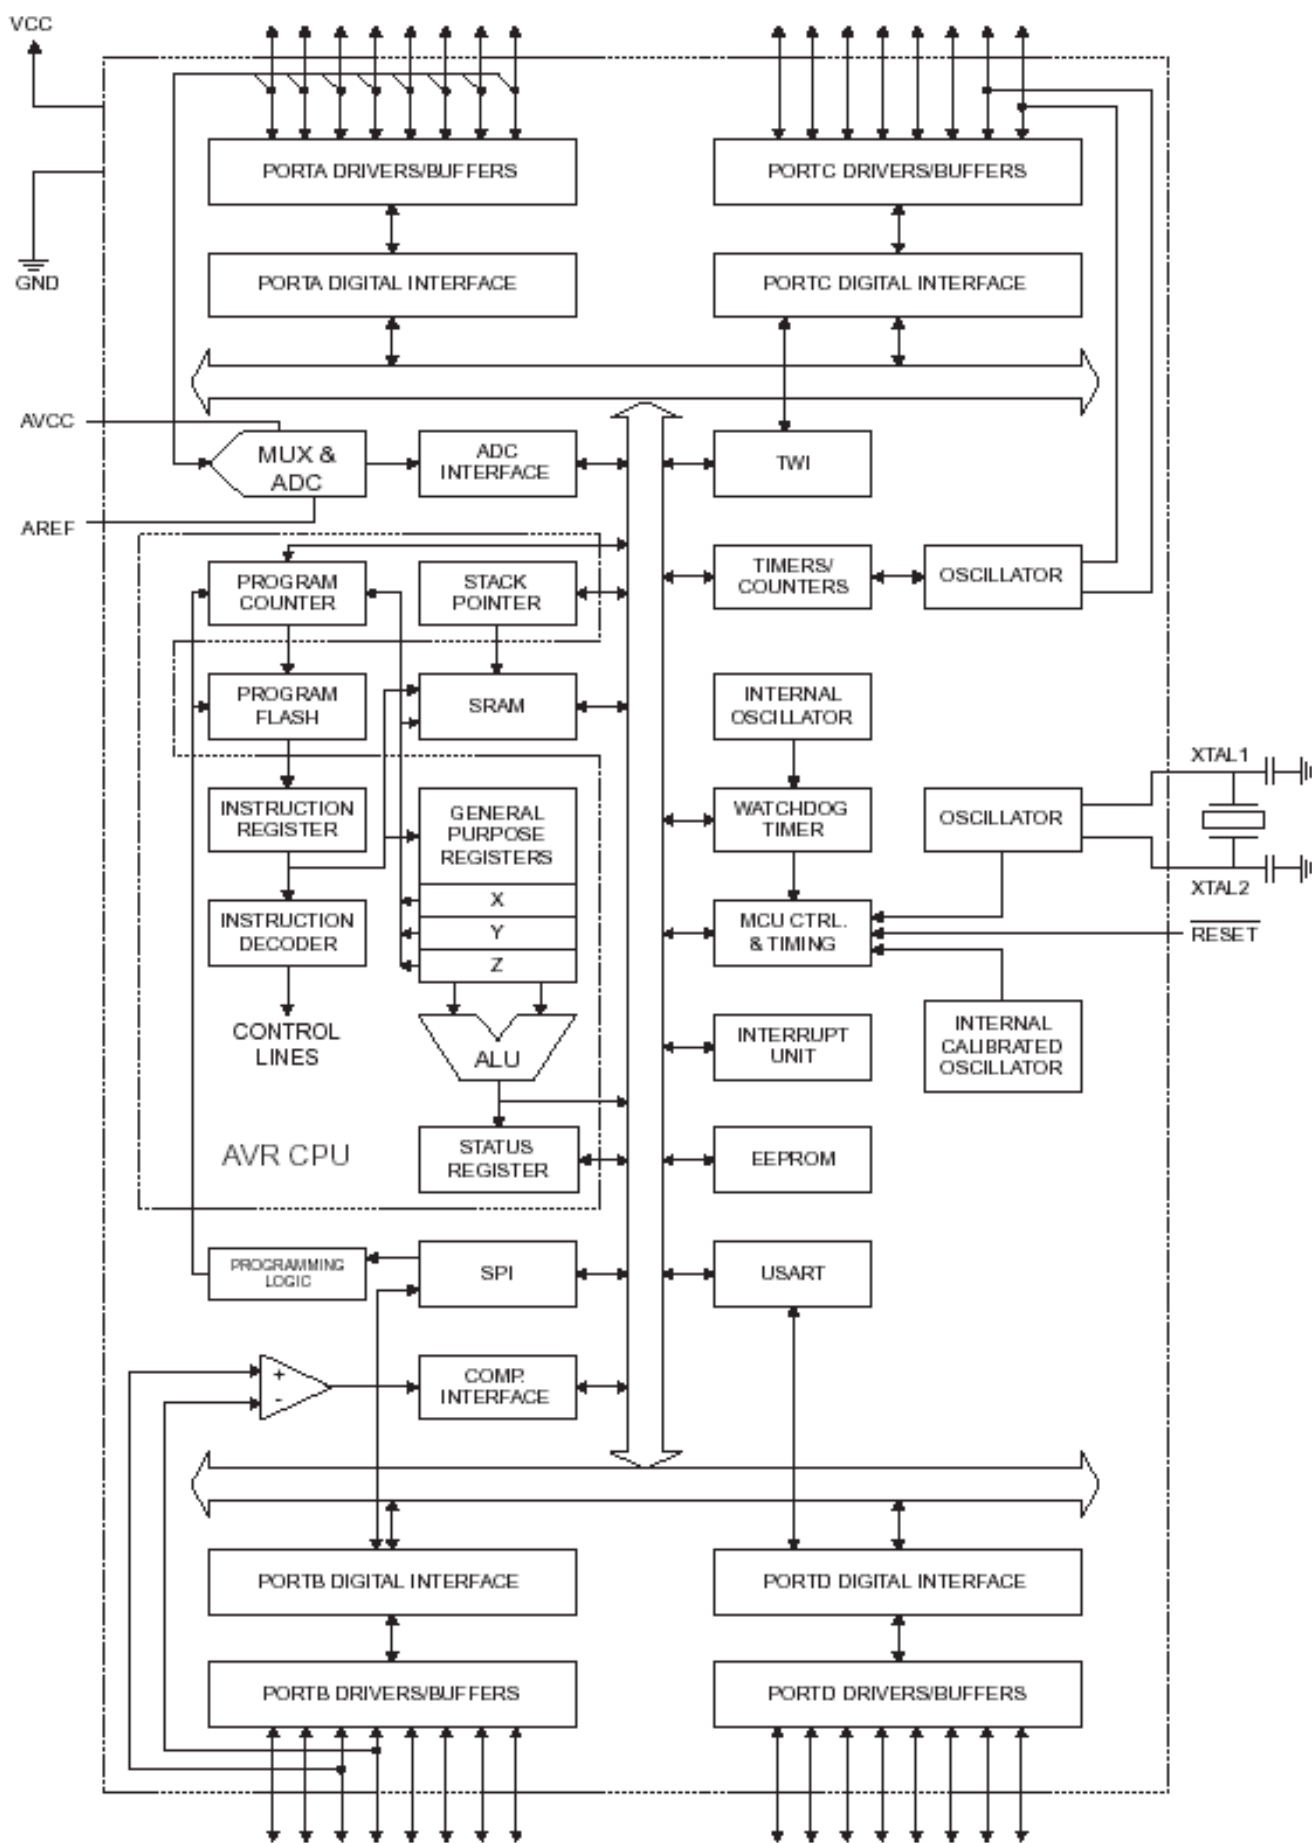 VCC
PORTA DRIVERS/BUFFERS
PORTC DRIVERS/BUFFERS
GND
PORTA DIGITAL INTERFACE
PORTC DIGITAL INTERFACE
AVCC
MUX &
ADC
ADC
INTERFACE
TWI
AREF
PROGRAM
COUNTER
STACK
POINTER
TIMERS/
COUNTERS
OSCILLATOR
PROGRAM
FLASH
SRAM
INTERNAL
OSCILLATOR
XTAL1
INSTRUCTION
REGISTER
GENERAL
PURPOSE
REGISTERS
WATCHDOG
TIMER
OSCILLATOR
XTAL2
X
INSTRUCTION
DECODER
Y
MCU CTRL.
& TIMING
RESET
Z
CONTROL
LINES
ALU
INTERRUPT
UNIT
INTERNAL
CALIBRATED
OSCILLATOR
AVR CPU
STATUS
REGISTER
EEPROM
PROGRAMMING
LOGIC
SPI
USART
+
-
COMP.
INTERFACE
PORTB DIGITAL INTERFACE
PORTD DIGITAL INTERFACE
PORTB DRIVERS/BUFFERS
PORTD DRIVERS/BUFFERS